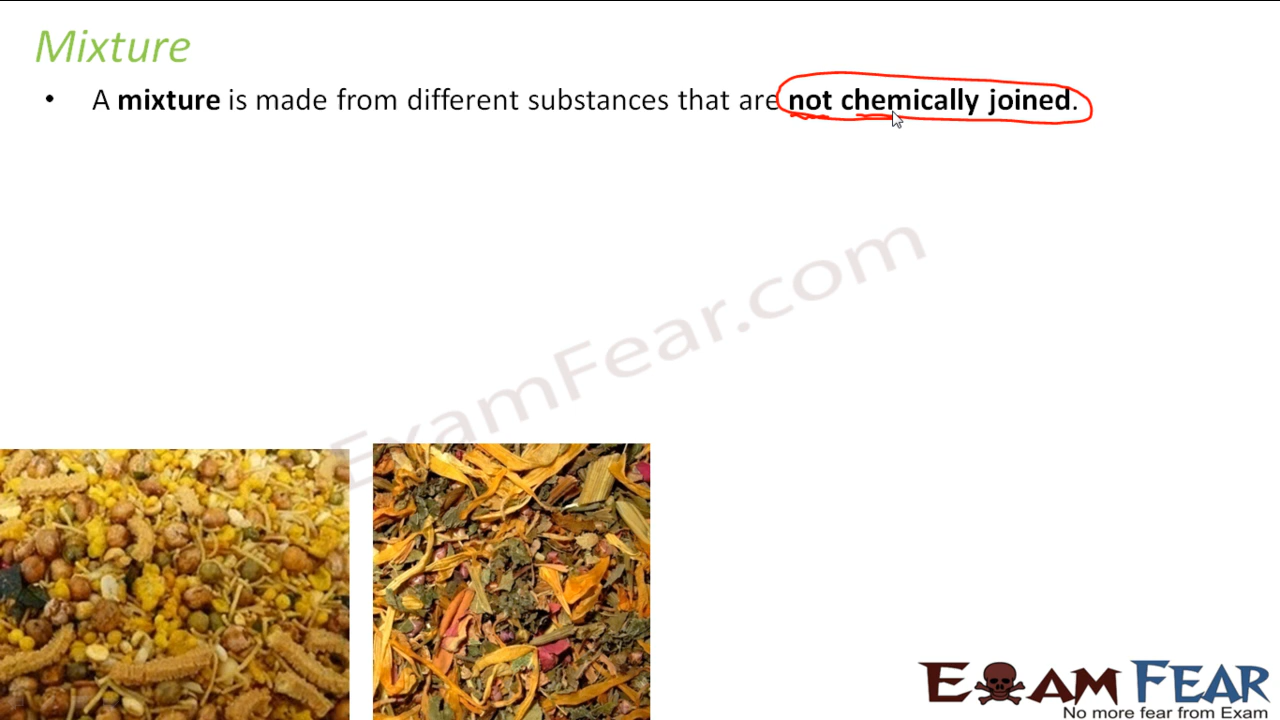 Mixture
• A mixture is made from different substances that are not chemically joined.
ExamFear.com
EXAM FEAR
No more fear from Exam